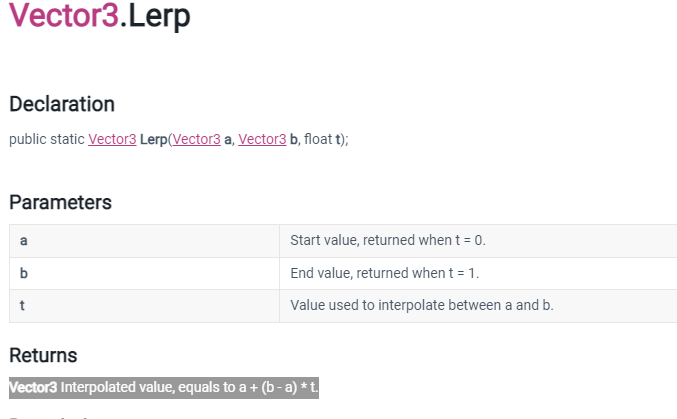 Vector3.Lerp
Declaration
public static Vector3 Lerp(Vector3 a, Vector3 b, float t);
Parameters
a Start value, returned when t = 0.
b End value, returned when t = 1.
t Value used to interpolate between a and b.
Returns
Vector3 Interpolated value, equals to a + (b - a) * t.